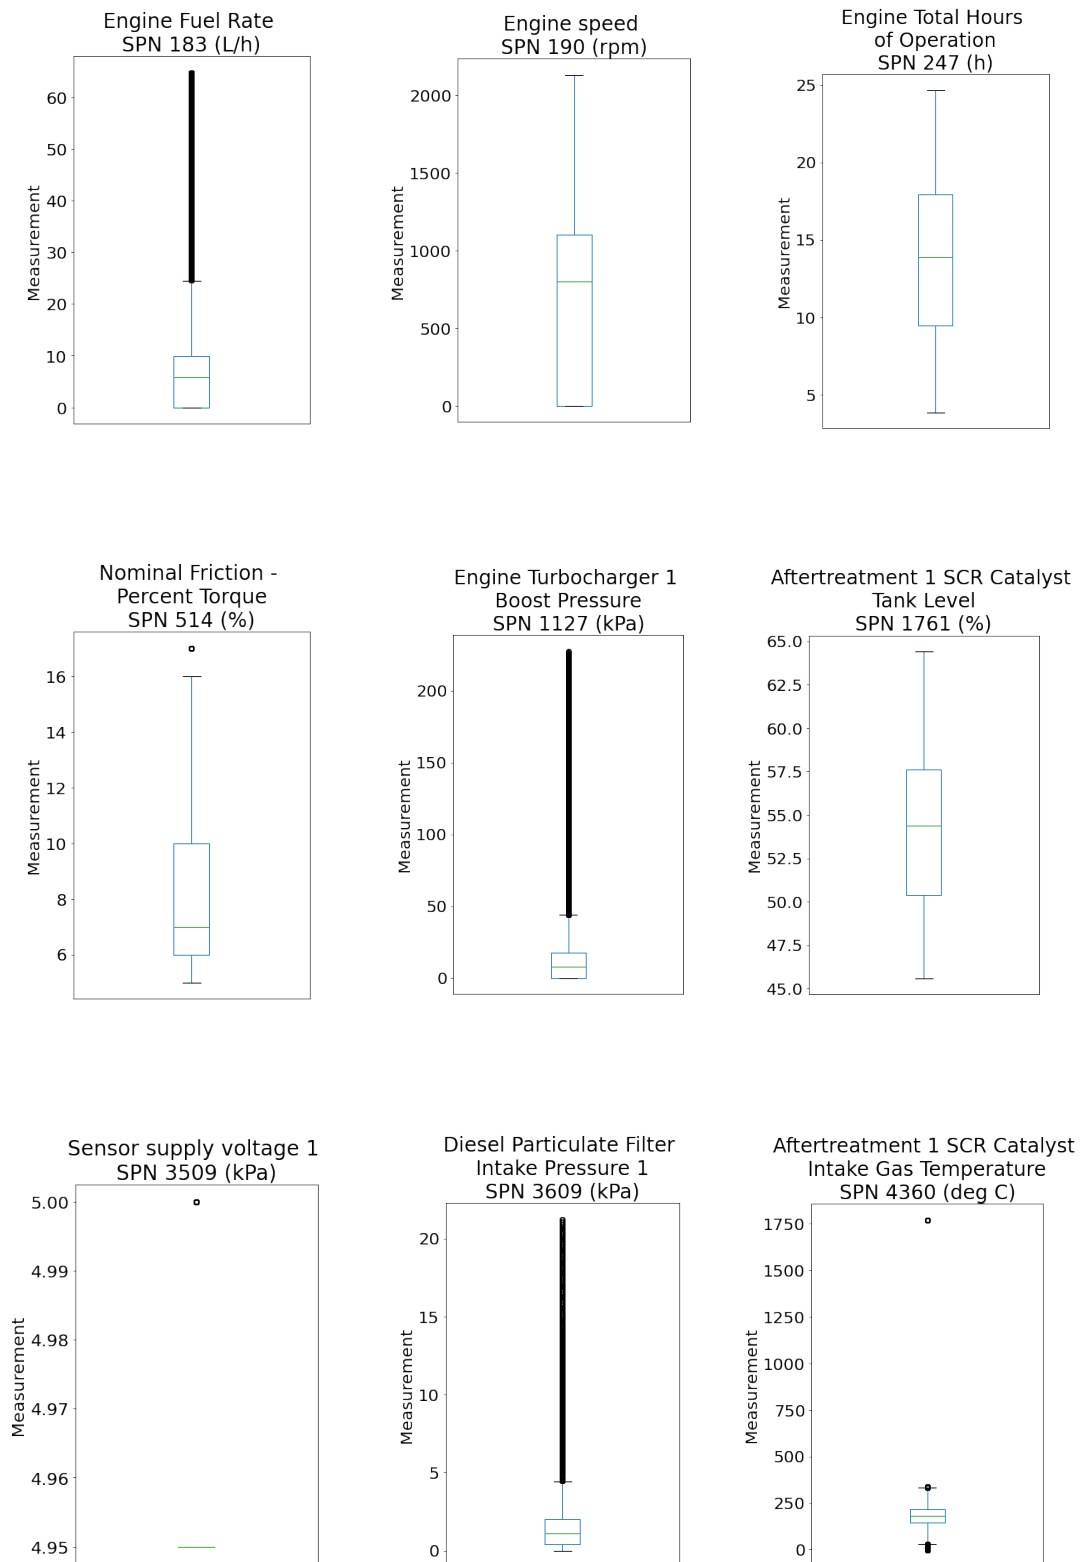 Engine Fuel Rate
SPN 183 (L/h)
Measurement
60
50
40
30
20
10
0
Engine speed
SPN 190 (rpm)
Measurement
2000
1500
1000
500
0
Engine Total Hours
of Operation
SPN 247 (h)
Measurement
25
20
15
10
5
Nominal Friction -
Percent Torque
SPN 514 (%)
Measurement
16
14
12
10
8
6
Engine Turbocharger 1
Boost Pressure
SPN 1127 (kPa)
Measurement
200
150
100
50
0
Aftertreatment 1 SCR Catalyst
Tank Level
SPN 1761 (%)
Measurement
65.0
62.5
60.0
57.5
55.0
52.5
50.0
47.5
45.0
Sensor supply voltage 1
SPN 3509 (kPa)
Measurement
5.00
4.99
4.98
4.97
4.96
4.95
Diesel Particulate Filter
Intake Pressure 1
SPN 3609 (kPa)
Measurement
20
15
10
5
0
Aftertreatment 1 SCR Catalyst
Intake Gas Temperature
SPN 4360 (deg C)
Measurement
1750
1500
1250
1000
750
500
250
0